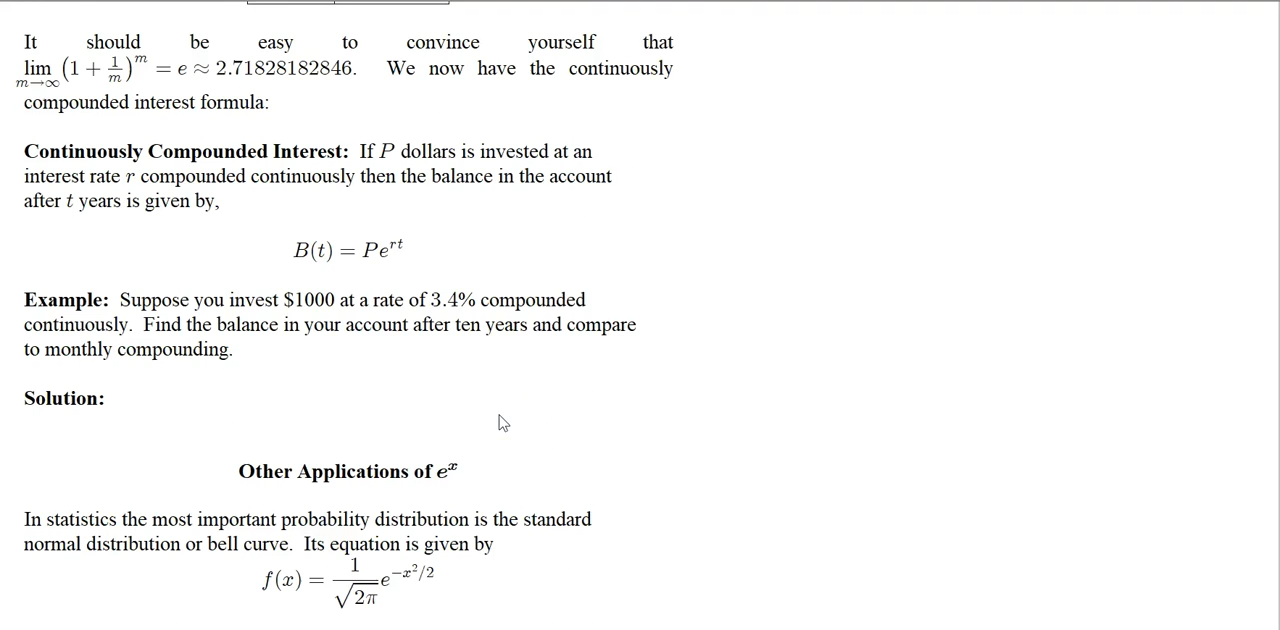 It should be easy to convince yourself that
lim_{m→∞} (1 + 1/m)^m = e ≈ 2.71828182846. We now have the continuously
compounded interest formula:
Continuously Compounded Interest: If P dollars is invested at an
interest rate r compounded continuously then the balance in the account
after t years is given by,
B(t) = Pe^{rt}
Example: Suppose you invest $1000 at a rate of 3.4% compounded
continuously. Find the balance in your account after ten years and compare
to monthly compounding.
Solution:
Other Applications of e^x
In statistics the most important probability distribution is the standard
normal distribution or bell curve. Its equation is given by
f(x) = 1/√(2π) e^{−x²/2}